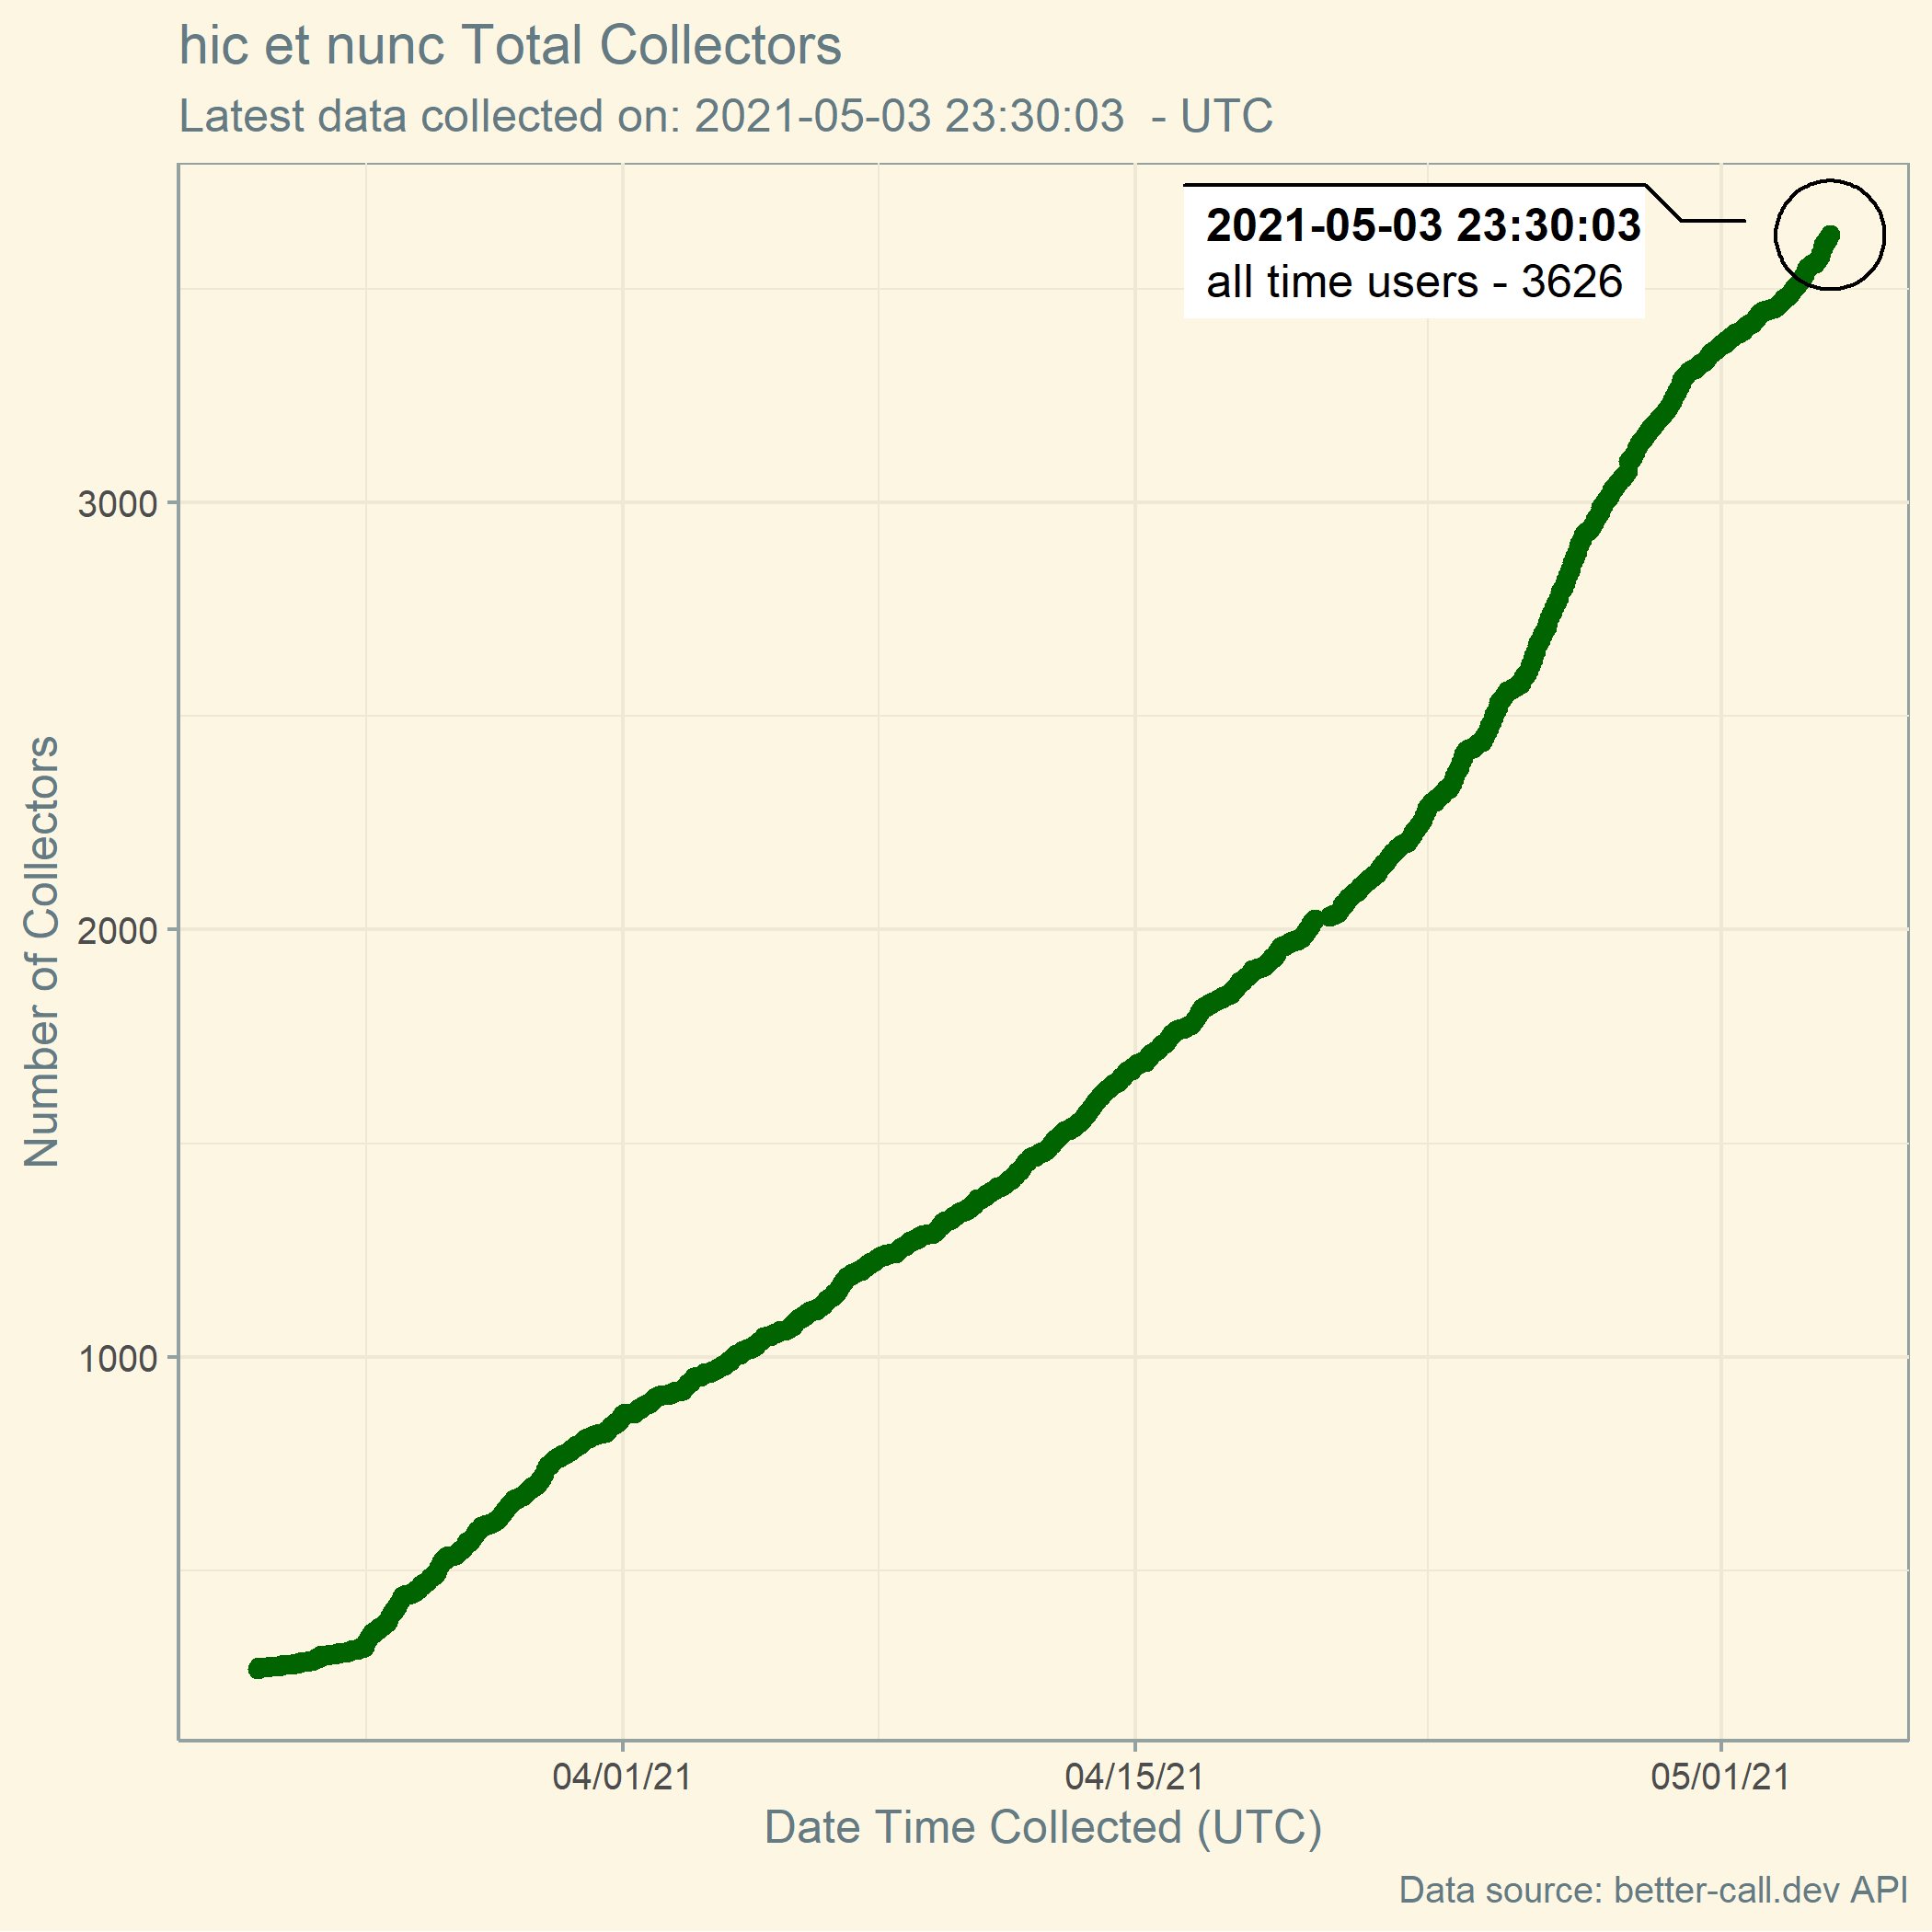 hic et nunc Total Collectors
Latest data collected on: 2021-05-03 23:30:03  - UTC
2021-05-03 23:30:03
all time users - 3626
Number of Collectors
3000
2000
1000
04/01/21
04/15/21
05/01/21
Date Time Collected (UTC)
Data source: better-call.dev API